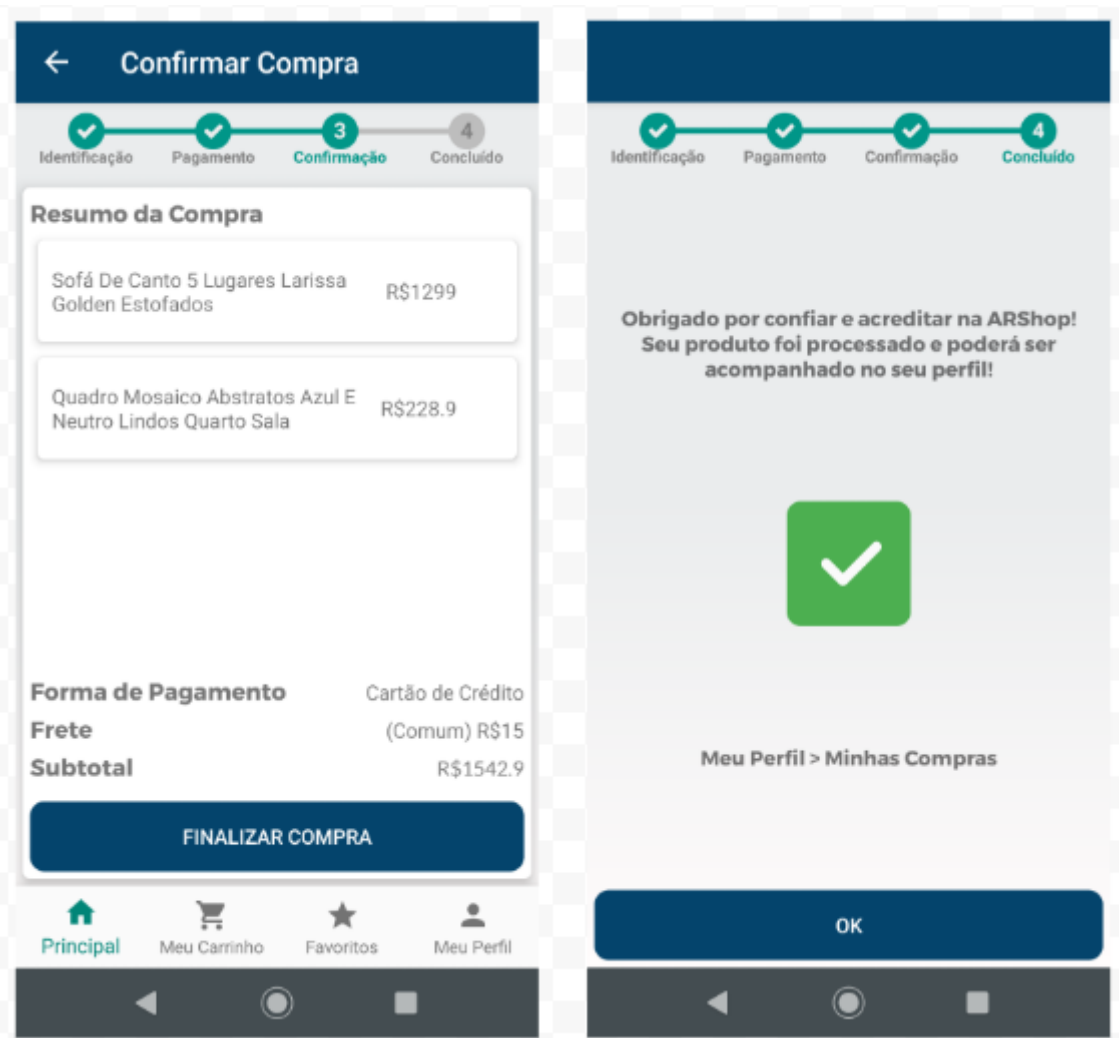 Confirmar Compra
3
4
Identificação Pagamento Confirmação Concluído
Resumo da Compra
Sofá De Canto 5 Lugares Larissa
Golden Estofados
R$1299
Quadro Mosaico Abstratos Azul E
Neutro Lindos Quarto Sala
R$228.9
Forma de Pagamento Cartão de Crédito
Frete (Comum) R$15
Subtotal R$1542.9
FINALIZAR COMPRA
Principal Meu Carrinho Favoritos Meu Perfil
4
Identificação Pagamento Confirmação Concluído
Obrigado por confiar e acreditar na ARShop!
Seu produto foi processado e poderá ser
acompanhado no seu perfil!
Meu Perfil > Minhas Compras
OK